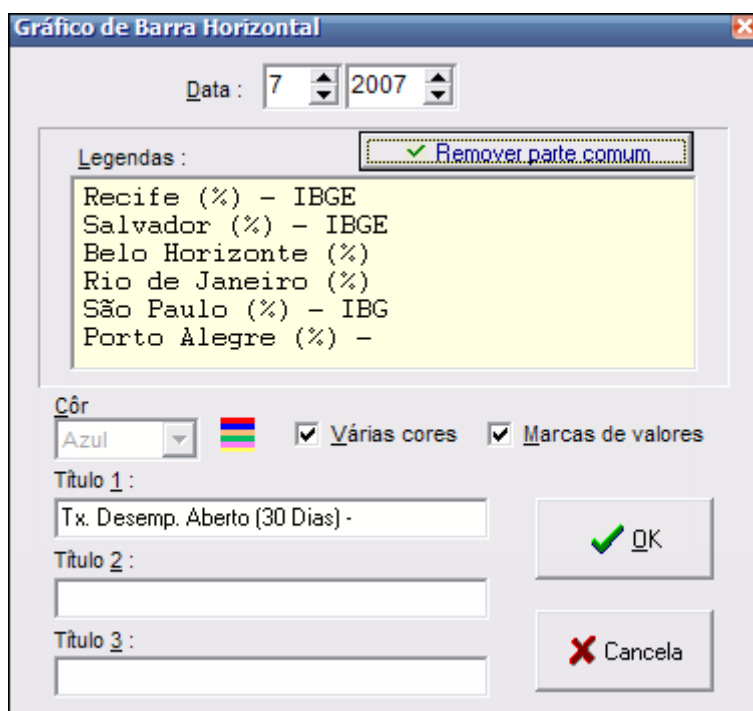 Gráfico de Barra Horizontal
Data : 7 2007
Legendas : Remover parte comum
Recife (%) - IBGE
Salvador (%) - IBGE
Belo Horizonte (%)
Rio de Janeiro (%)
São Paulo (%) - IBG
Porto Alegre (%) -
Côr
Azul Várias cores Marcas de valores
Título 1 :
Tx. Desemp. Aberto (30 Dias) -
OK
Título 2 :
Título 3 :
Cancela